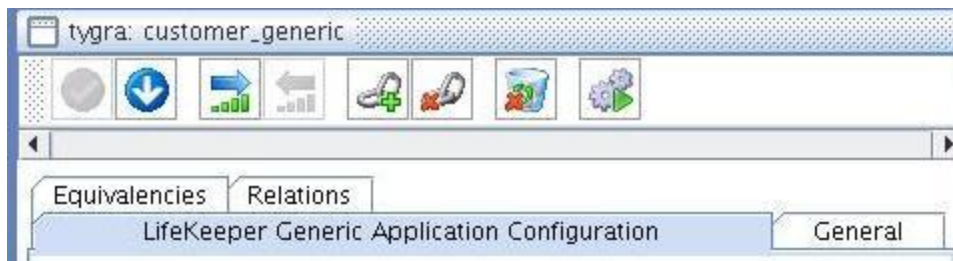 tygra: customer_generic
Equivalencies Relations
LifeKeeper Generic Application Configuration General